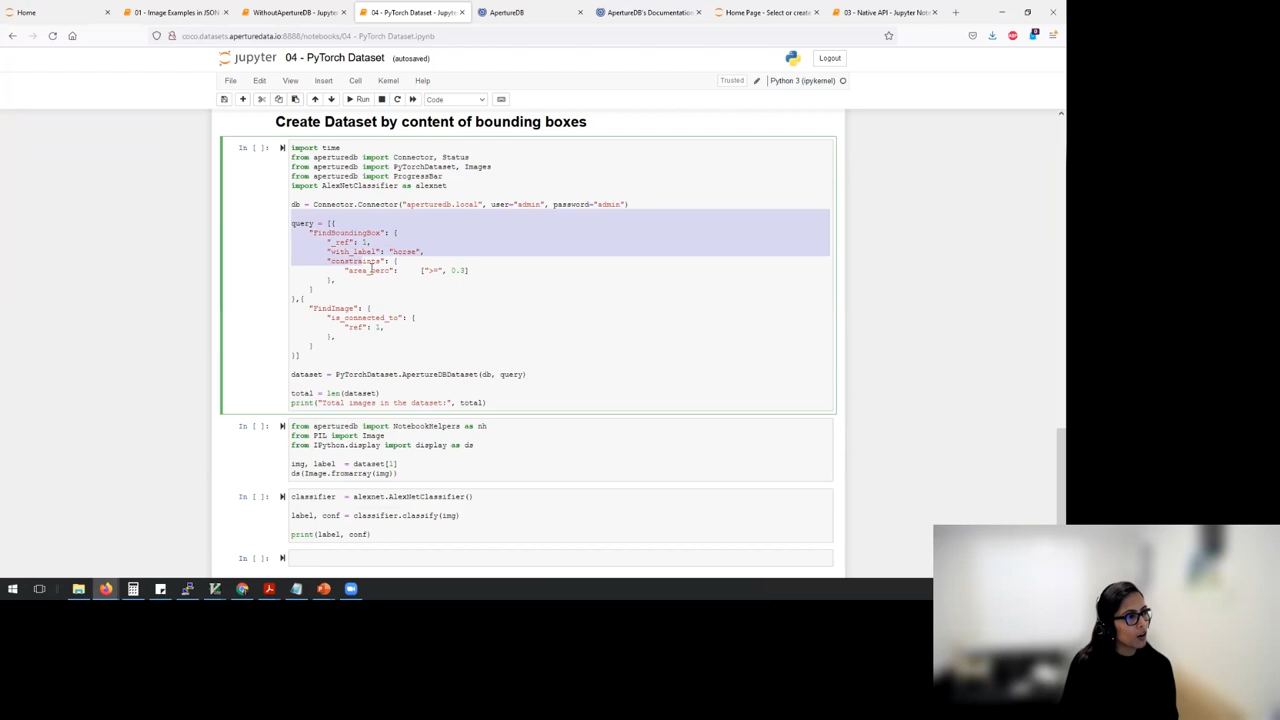 Home
01 - Image Examples in JSON
WithoutApertureDB - Jupyte
04 - PyTorch Dataset - Jupyte
ApertureDB
ApertureDB's Documentation
Home Page - Select or create
03 - Native API - Jupyter Note
coco.datasets.aperturedata.io:8888/notebooks/04 - PyTorch Dataset.ipynb
jupyter 04 - PyTorch Dataset (autosaved)
Logout
File Edit View Insert Cell Kernel Help
Trusted Python 3 (ipykernel)
Run Code
Create Dataset by content of bounding boxes
In [ ]:
import time
from aperturedb import Connector, Status
from aperturedb import PyTorchDataset, Images
from aperturedb import ProgressBar
import AlexNetClassifier as alexnet
db = Connector.Connector("aperturedb.local", user="admin", password="admin")
query = [{
"FindBoundingBox": {
"_ref": 1,
"with_label": "horse",
"constraints": {
"area_perc": [">=", 0.3]
},
}
},{
"FindImage": {
"is_connected_to": {
"ref": 1,
},
}
}]
dataset = PyTorchDataset.ApertureDBDataset(db, query)
total = len(dataset)
print("Total images in the dataset:", total)
In [ ]:
from aperturedb import NotebookHelpers as nh
from PIL import Image
from IPython.display import display as ds
img, label = dataset[1]
ds(Image.fromarray(img))
In [ ]:
classifier = alexnet.AlexNetClassifier()
label, conf = classifier.classify(img)
print(label, conf)
In [ ]: